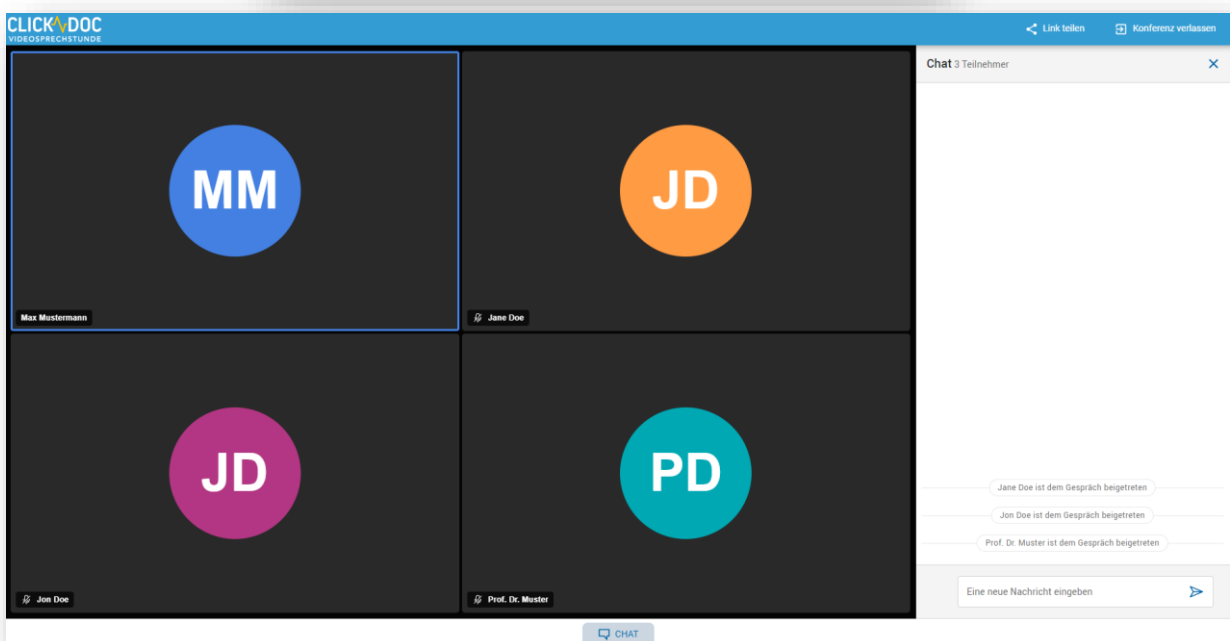 CLICK DOC
VIDEOSPRECHSTUNDE
Link teilen
Konferenz verlassen
MM
Max Mustermann
JD
Jane Doe
JD
Jon Doe
PD
Prof. Dr. Muster
Chat 3 Teilnehmer
Jane Doe ist dem Gespräch beigetreten
Jon Doe ist dem Gespräch beigetreten
Prof. Dr. Muster ist dem Gespräch beigetreten
Eine neue Nachricht eingeben
CHAT